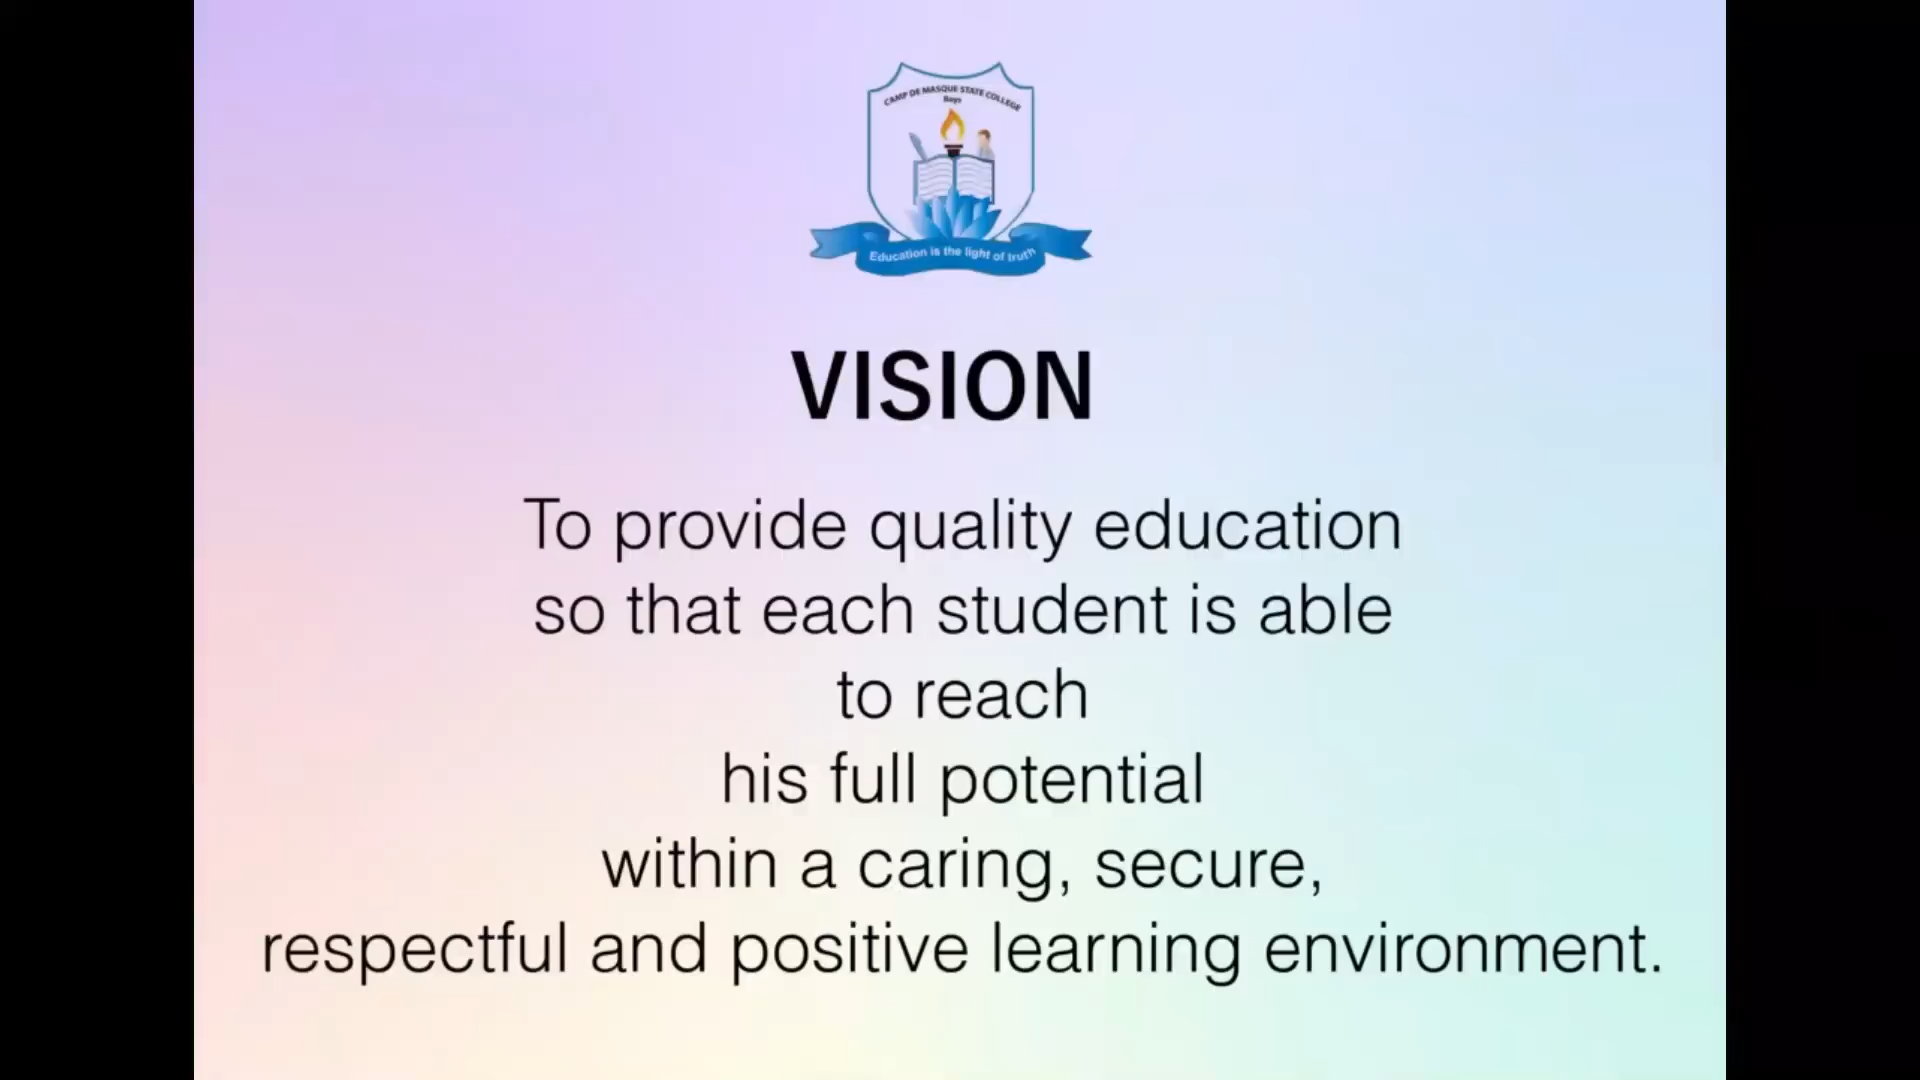 CAMP DE MASQUE STATE COLLEGE
Boys
Education is the light of truth
VISION
To provide quality education
so that each student is able
to reach
his full potential
within a caring, secure,
respectful and positive learning environment.